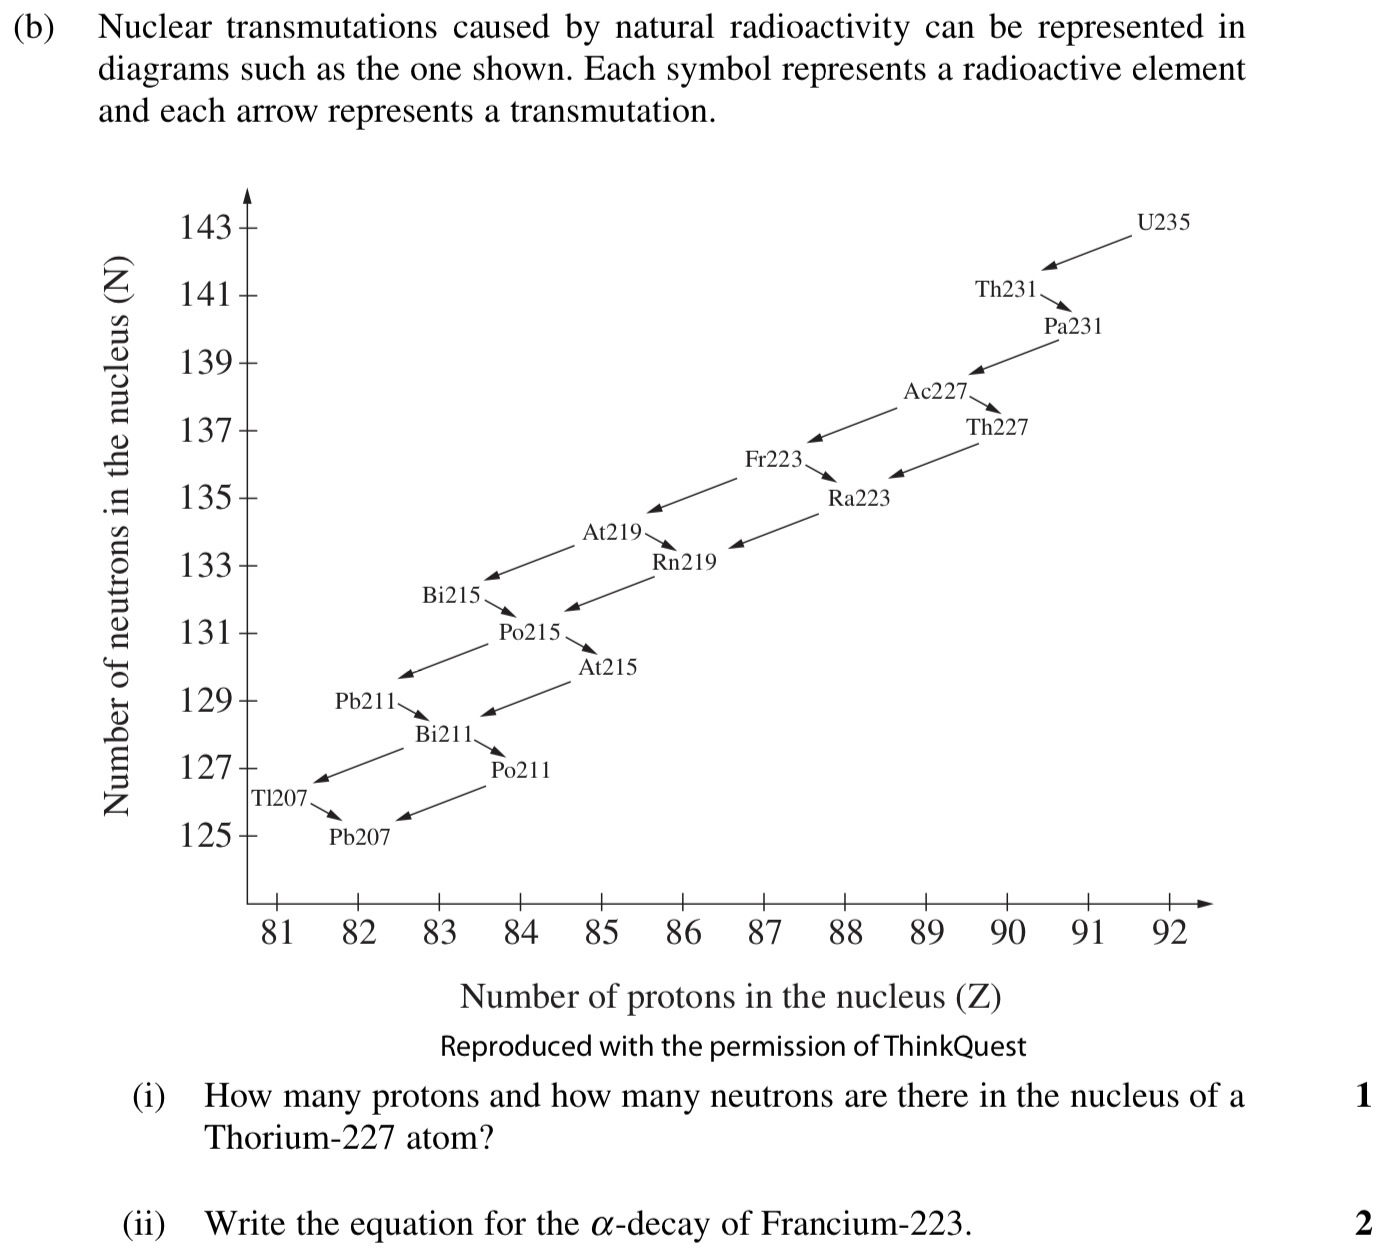 (b) Nuclear transmutations caused by natural radioactivity can be represented in
diagrams such as the one shown. Each symbol represents a radioactive element
and each arrow represents a transmutation.
Number of neutrons in the nucleus (N)
143
141
139
137
135
133
131
129
127
125
U235
Th231
Pa231
Ac227
Th227
Fr223
Ra223
At219
Rn219
Bi215
Po215
At215
Pb211
Bi211
Po211
Tl207
Pb207
81 82 83 84 85 86 87 88 89 90 91 92
Number of protons in the nucleus (Z)
Reproduced with the permission of ThinkQuest
(i) How many protons and how many neutrons are there in the nucleus of a 1
Thorium-227 atom?
(ii) Write the equation for the α-decay of Francium-223. 2